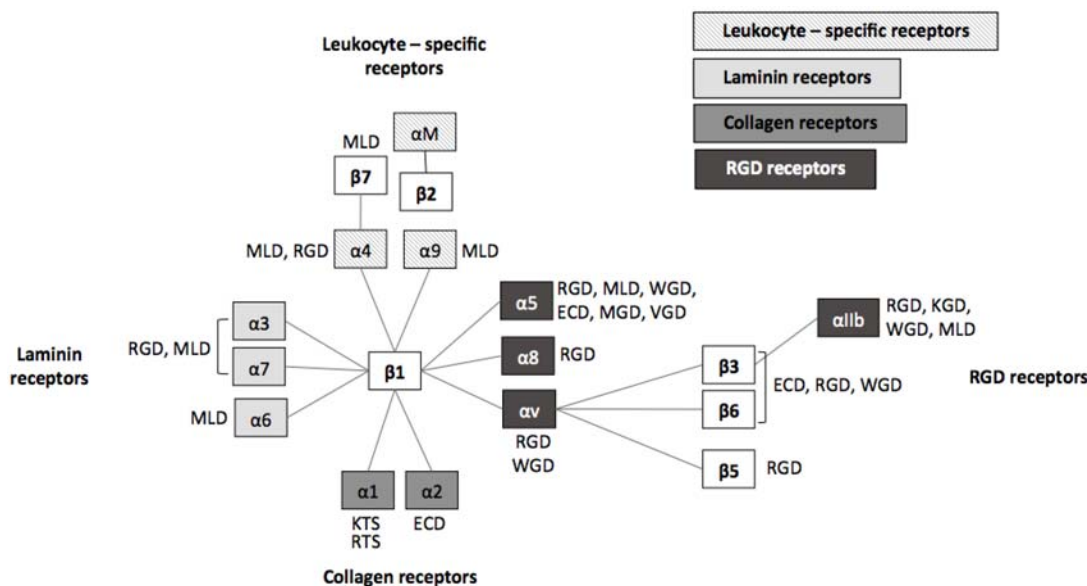 Leukocyte – specific
receptors
Leukocyte – specific receptors
Laminin receptors
Collagen receptors
RGD receptors
αM
MLD
β7
β2
MLD, RGD
α4
α9
MLD
α5
RGD, MLD, WGD,
ECD, MGD, VGD
αIIb
RGD, KGD,
WGD, MLD
Laminin
receptors
RGD, MLD
α3
α7
MLD
α6
β1
α8
RGD
αv
RGD
WGD
β3
β6
ECD, RGD, WGD
β5
RGD
RGD receptors
α1
KTS
RTS
α2
ECD
Collagen receptors